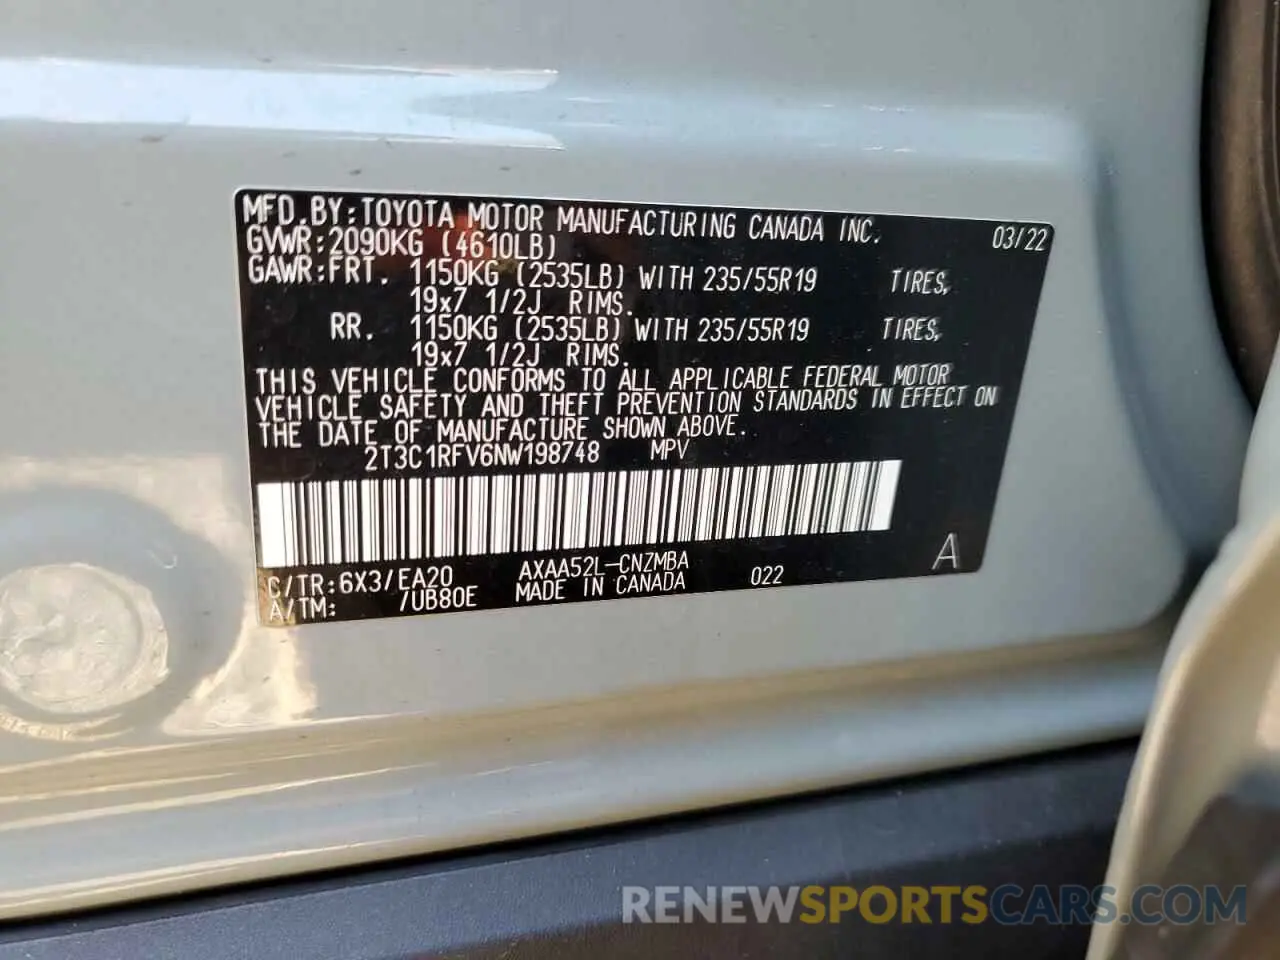 MFD.BY:TOYOTA MOTOR MANUFACTURING CANADA INC. 03/22
GVWR:2090KG (4610LB)
GAWR:FRT. 1150KG (2535LB) WITH 235/55R19 TIRES,
19x7 1/2J RIMS.
RR. 1150KG (2535LB) WITH 235/55R19 TIRES,
19x7 1/2J RIMS.
THIS VEHICLE CONFORMS TO ALL APPLICABLE FEDERAL MOTOR
VEHICLE SAFETY AND THEFT PREVENTION STANDARDS IN EFFECT ON
THE DATE OF MANUFACTURE SHOWN ABOVE.
2T3C1RFV6NW198748 MPV
C/TR:6X3/EA20 AXAA52L-CNZMBA A
A/TM: /UB80E MADE IN CANADA 022
RENEWSPORTSCARS.COM